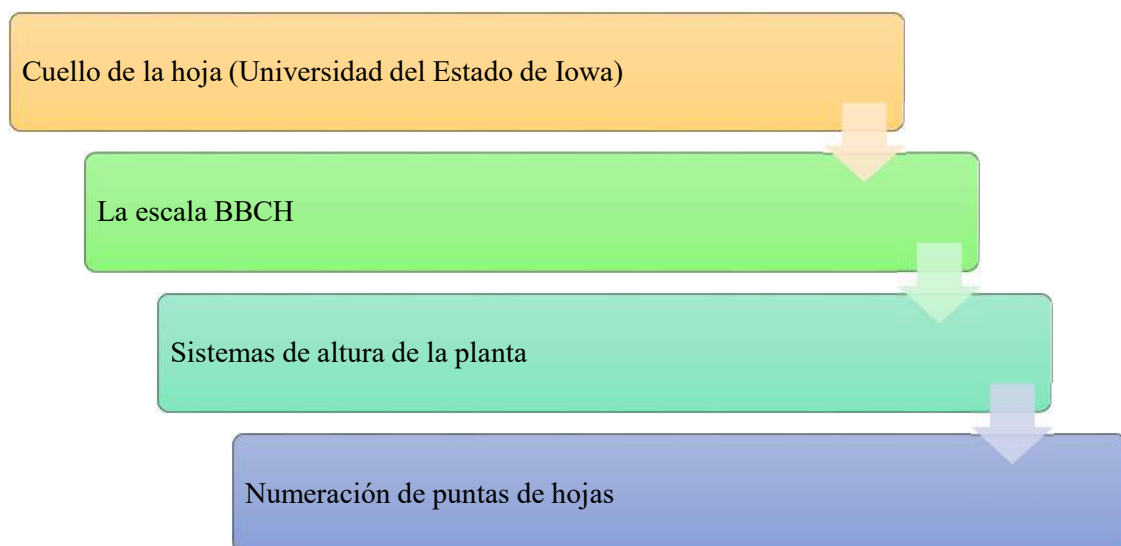 Cuello de la hoja (Universidad del Estado de Iowa)
La escala BBCH
Sistemas de altura de la planta
Numeración de puntas de hojas